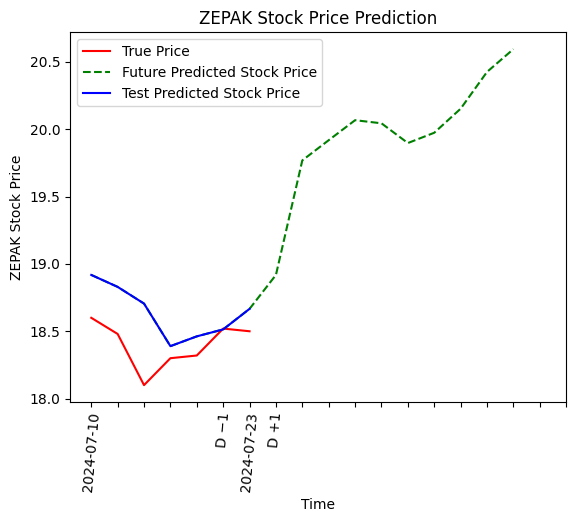 ZEPAK Stock Price Prediction
True Price
Future Predicted Stock Price
Test Predicted Stock Price
20.5
20.0
19.5
19.0
18.5
18.0
ZEPAK Stock Price
2024-07-10
D −1
2024-07-23
D +1
Time